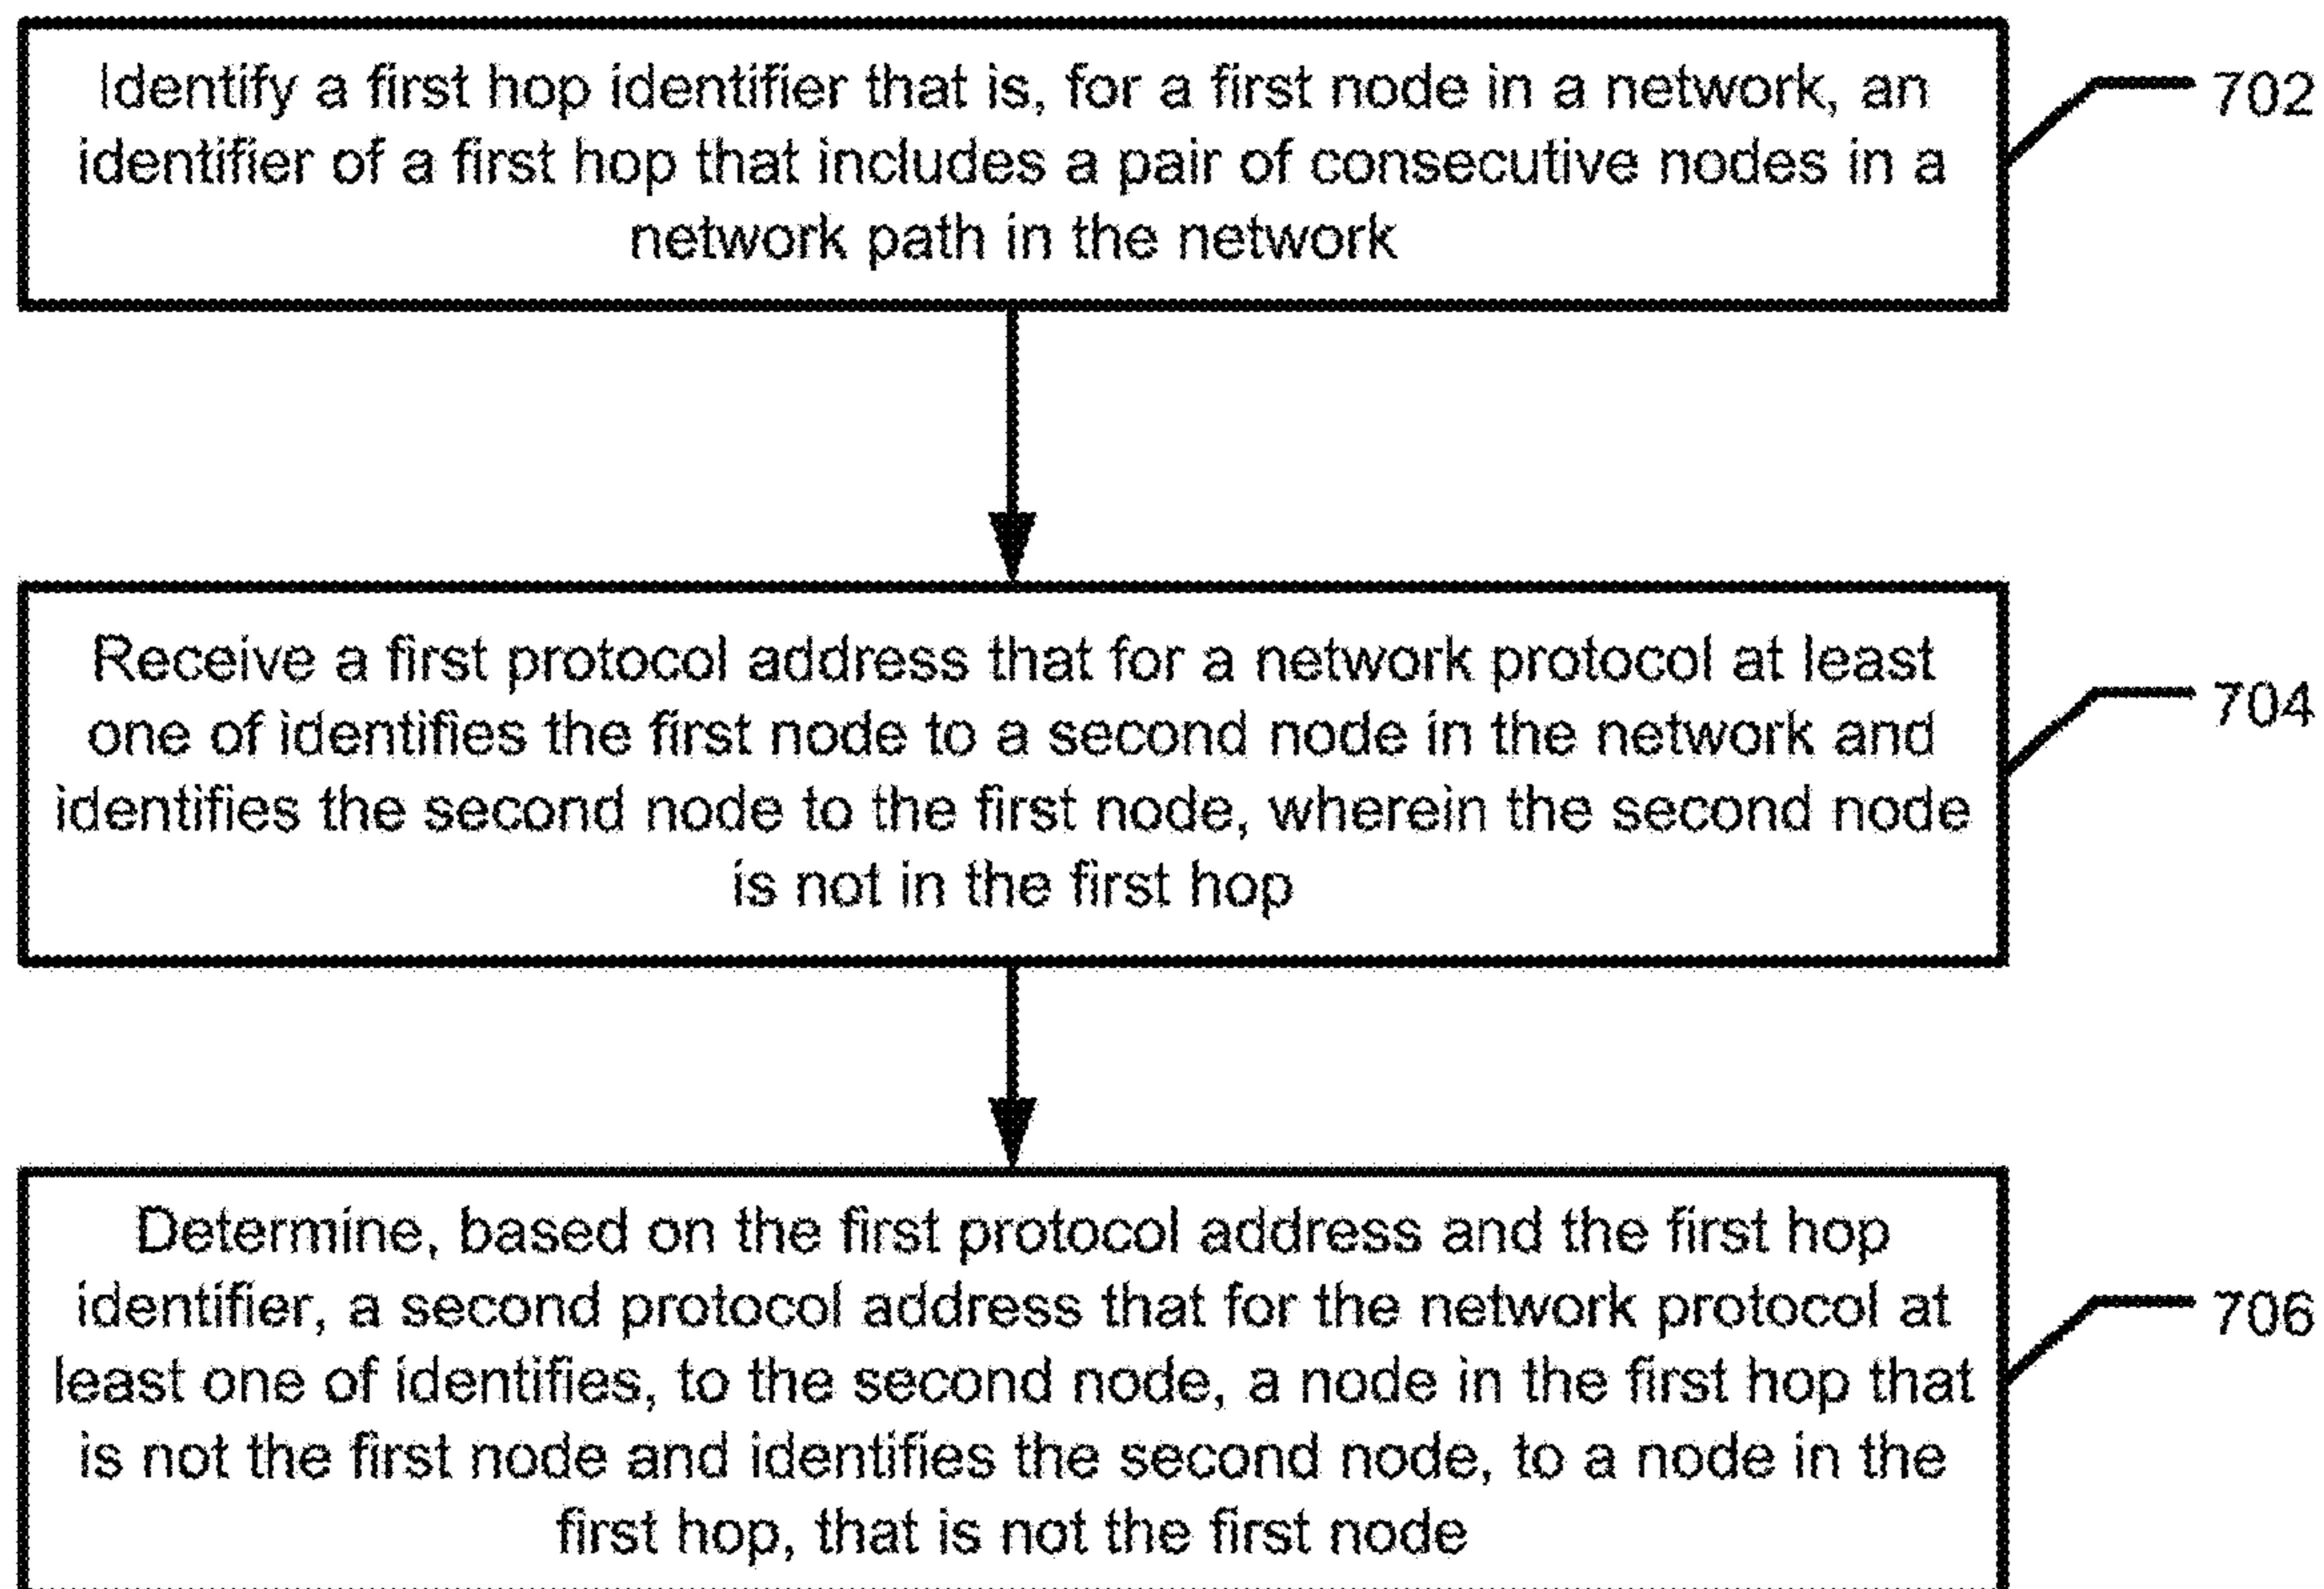 Identify a first hop identifier that is, for a first node in a network, an
identifier of a first hop that includes a pair of consecutive nodes in a
network path in the network
702
Receive a first protocol address that for a network protocol at least
one of identifies the first node to a second node in the network and
identifies the second node to the first node, wherein the second node
is not in the first hop
704
Determine, based on the first protocol address and the first hop
identifier, a second protocol address that for the network protocol at
least one of identifies, to the second node, a node in the first hop that
is not the first node and identifies the second node, to a node in the
first hop, that is not the first node
706